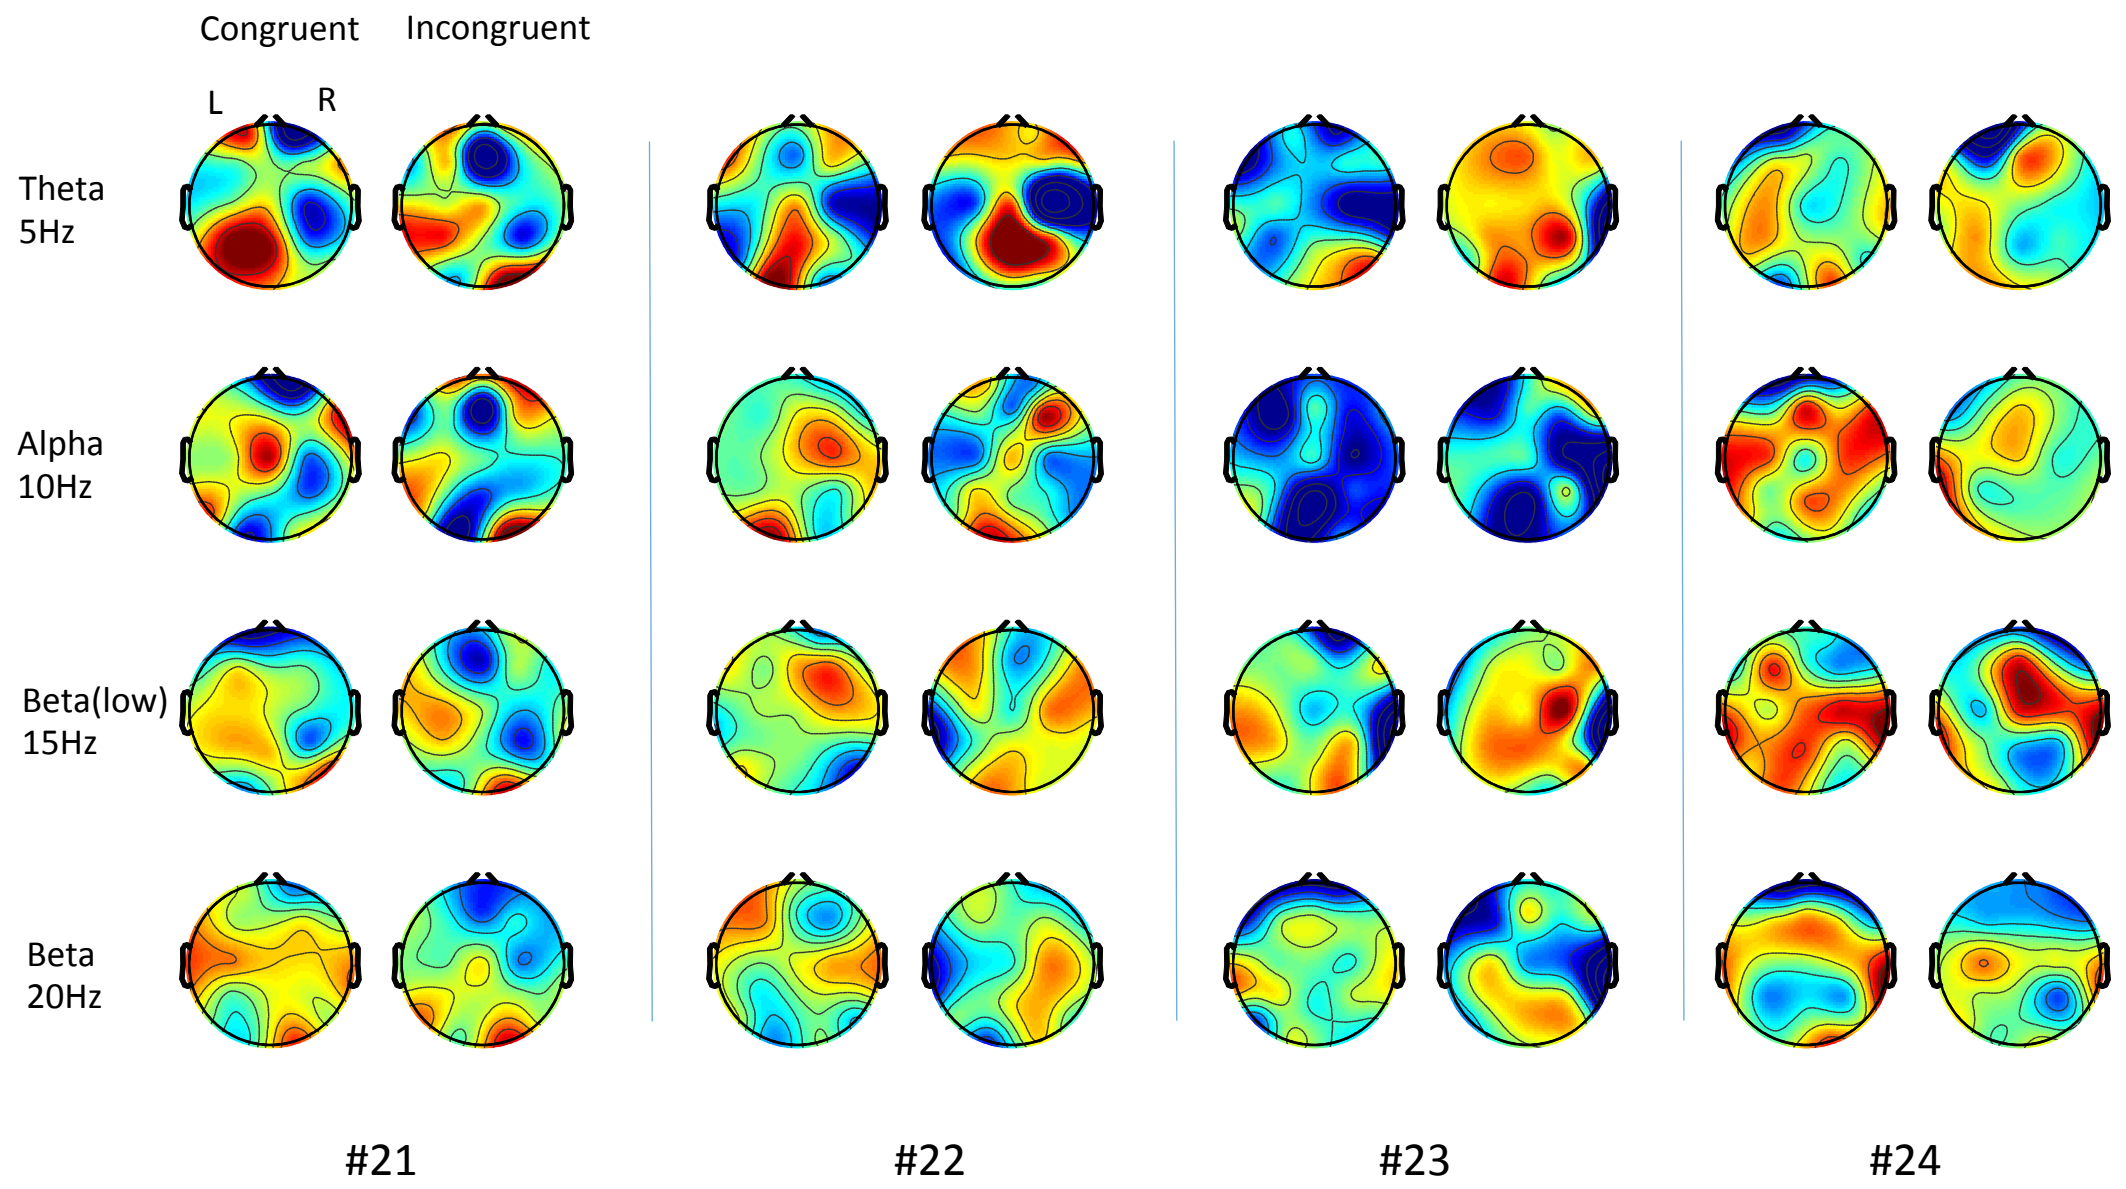 Congruent Incongruent
L R
Theta
5Hz
Alpha
10Hz
Beta(low)
15Hz
Beta
20Hz
#21 #22 #23 #24